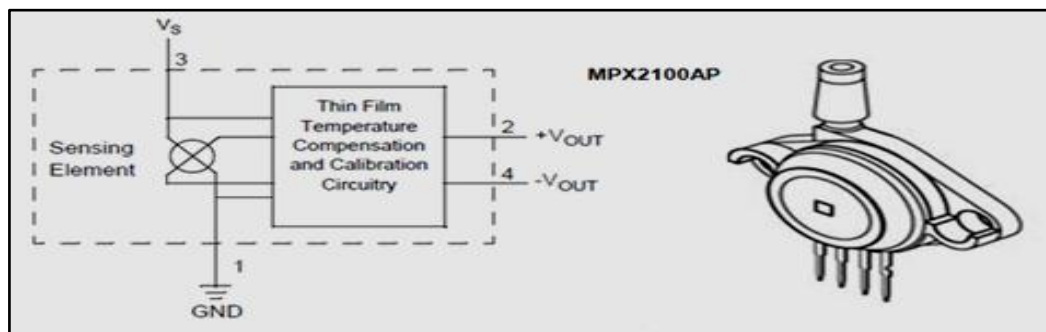 VS
3
MPX2100AP
Sensing
Element
Thin Film
Temperature
Compensation
and Calibration
Circuitry
2
+VOUT
4
-VOUT
1
GND